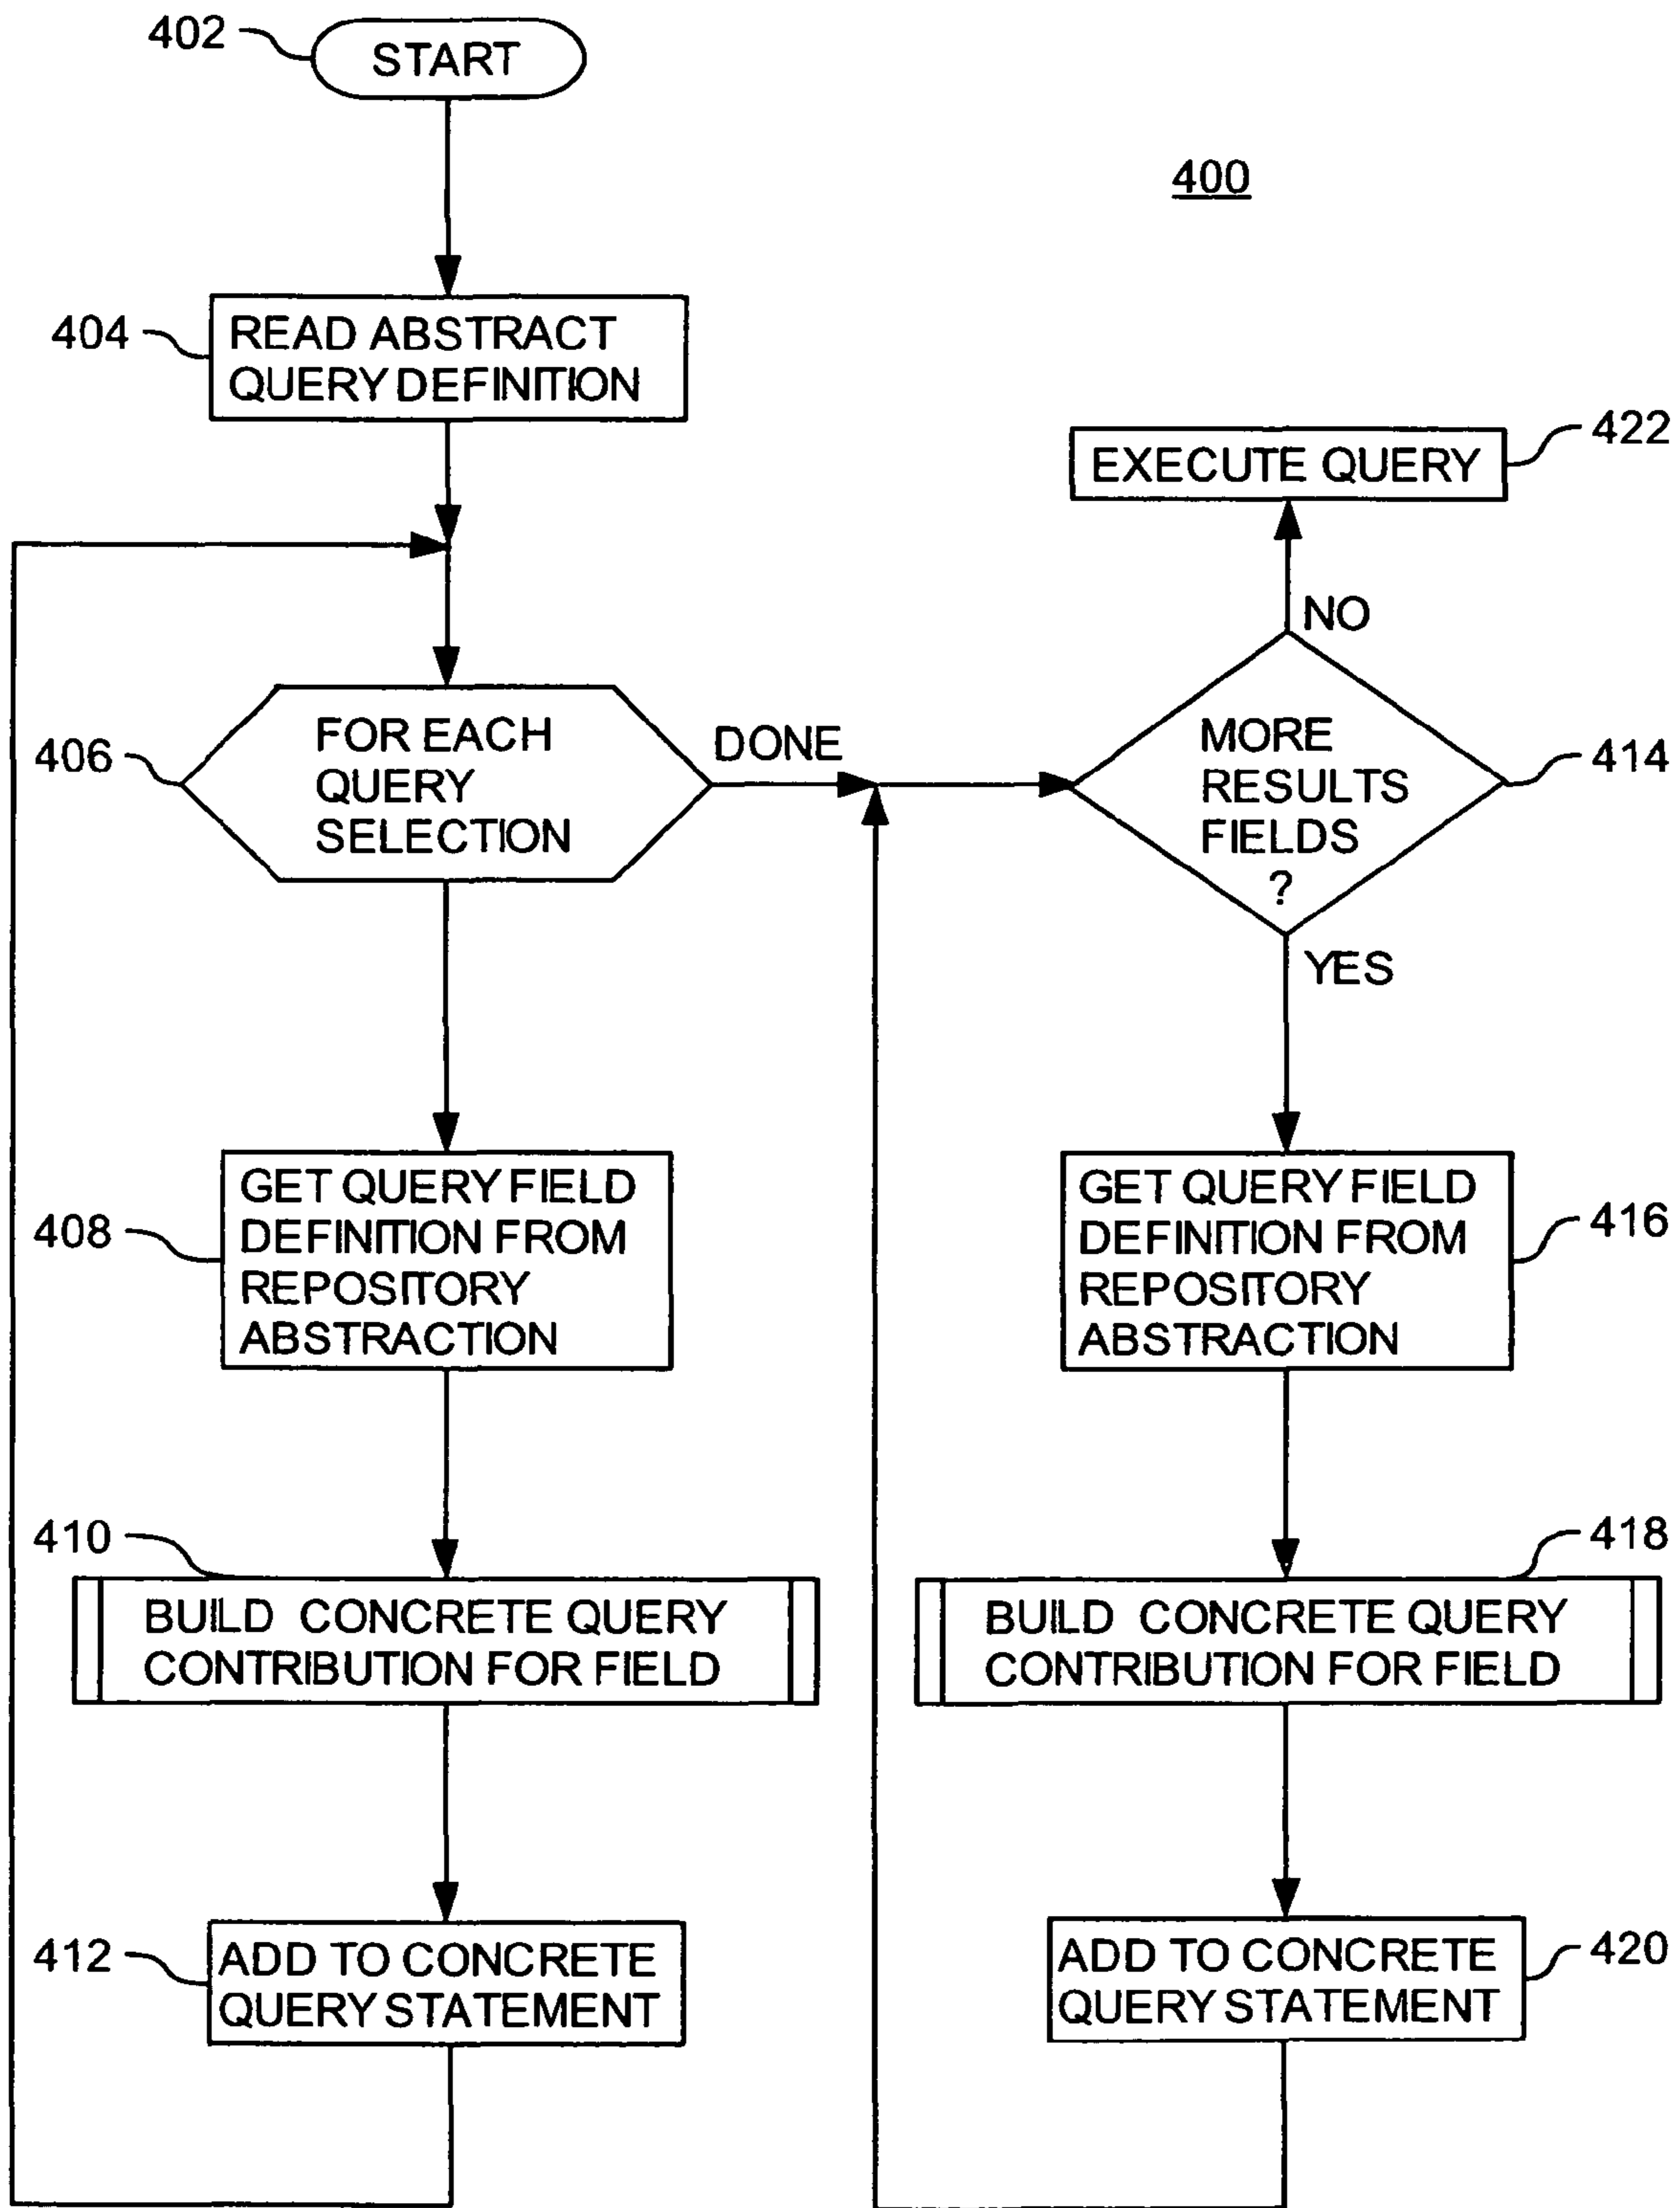 402
START
400
404
READ ABSTRACT
QUERY DEFINITION
422
EXECUTE QUERY
NO
406
FOR EACH
QUERY
SELECTION
DONE
MORE
RESULTS
FIELDS
?
414
YES
408
GET QUERY FIELD
DEFINITION FROM
REPOSITORY
ABSTRACTION
GET QUERY FIELD
DEFINITION FROM
REPOSITORY
ABSTRACTION
416
410
BUILD CONCRETE QUERY
CONTRIBUTION FOR FIELD
418
BUILD CONCRETE QUERY
CONTRIBUTION FOR FIELD
412
ADD TO CONCRETE
QUERY STATEMENT
ADD TO CONCRETE
QUERY STATEMENT
420